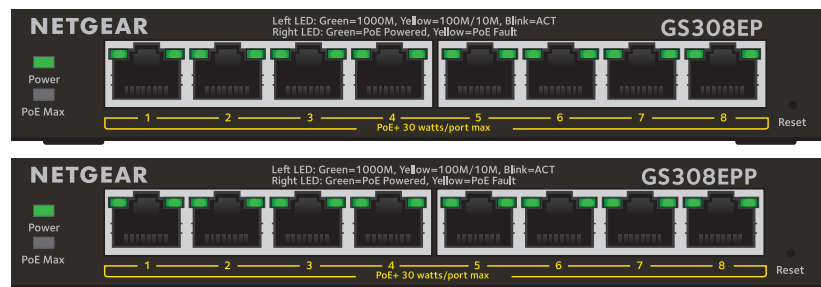 NETGEAR
Left LED: Green=1000M, Yellow=100M/10M, Blink=ACT
Right LED: Green=PoE Powered, Yellow=PoE Fault
GS308EP
Power
PoE Max
1 2 3 4 5 6 7 8
PoE+ 30 watts/port max
Reset
NETGEAR
Left LED: Green=1000M, Yellow=100M/10M, Blink=ACT
Right LED: Green=PoE Powered, Yellow=PoE Fault
GS308EPP
Power
PoE Max
1 2 3 4 5 6 7 8
PoE+ 30 watts/port max
Reset